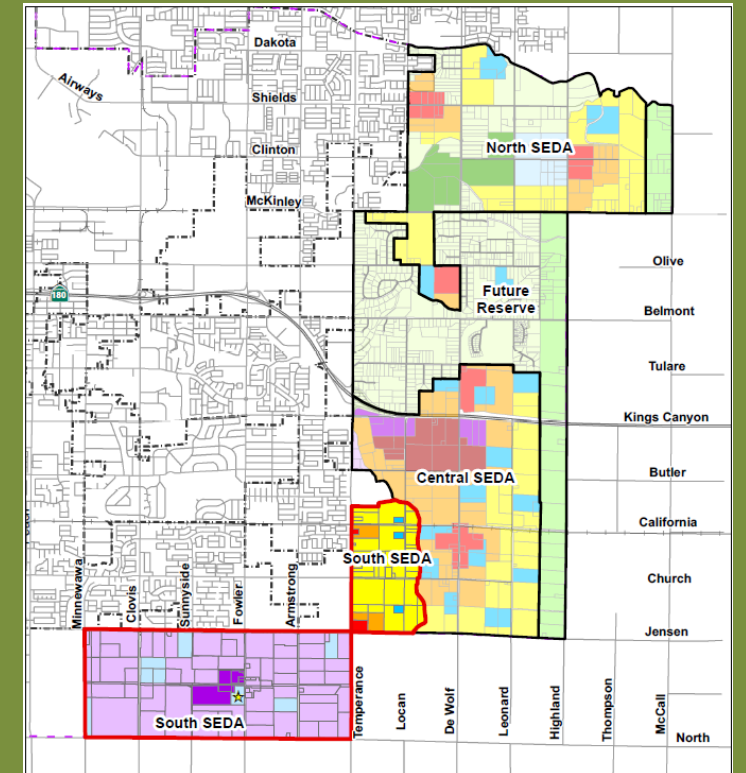 Dakota
Airways
Shields
Clinton
North SEDA
McKinley
Olive
180
Future
Reserve
Belmont
Tulare
Kings Canyon
Butler
Central SEDA
California
South SEDA
Church
Minnewawa
Clovis
Sunnyside
Fowler
Armstrong
Jensen
Temperance
Locan
De Wolf
Leonard
Highland
Thompson
McCall
South SEDA
North